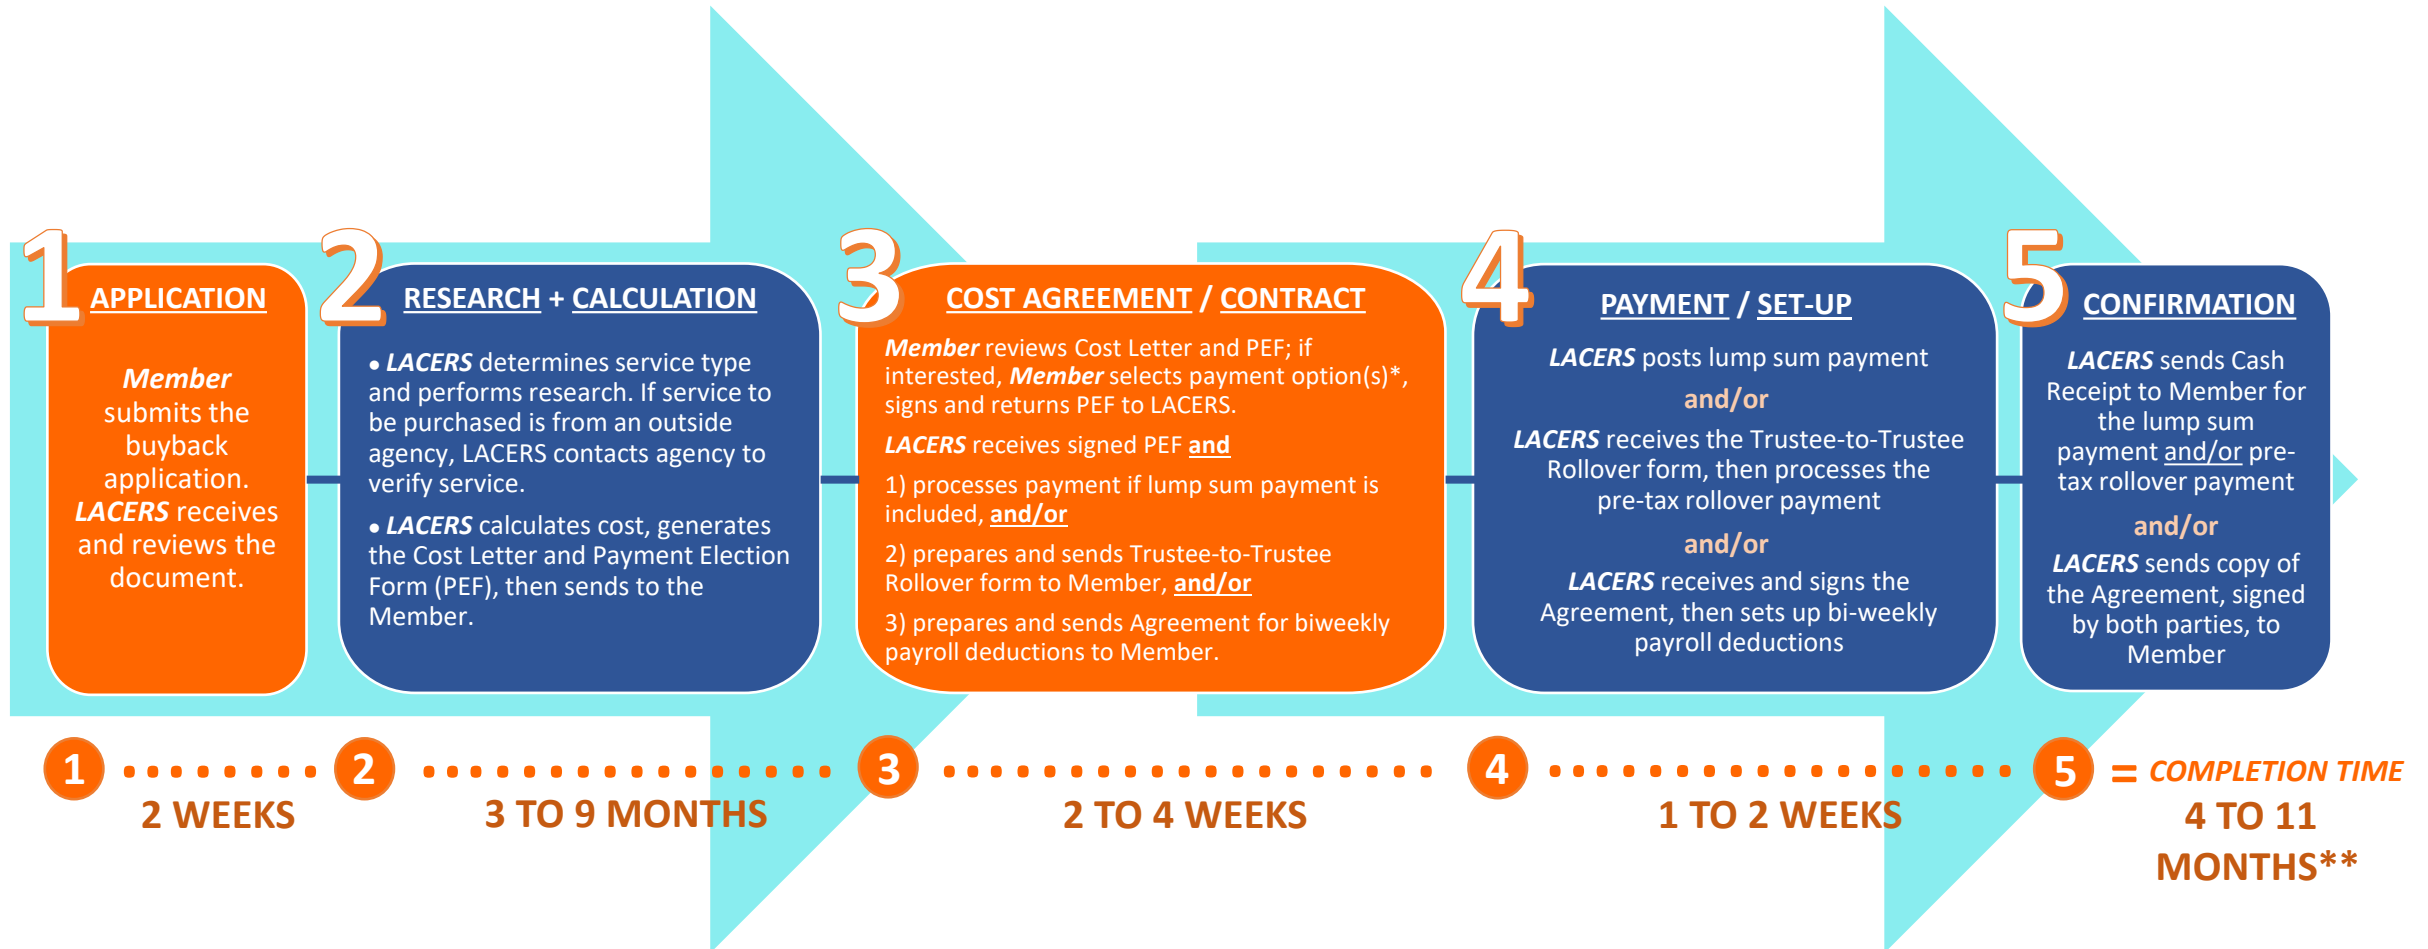 1
APPLICATION
Member
submits the
buyback
application.
LACERS receives
and reviews the
document.
2
RESEARCH + CALCULATION
• LACERS determines service type
and performs research. If service to
be purchased is from an outside
agency, LACERS contacts agency to
verify service.
• LACERS calculates cost, generates
the Cost Letter and Payment Election
Form (PEF), then sends to the
Member.
3
COST AGREEMENT / CONTRACT
Member reviews Cost Letter and PEF; if
interested, Member selects payment option(s)*,
signs and returns PEF to LACERS.
LACERS receives signed PEF and
1) processes payment if lump sum payment is
included, and/or
2) prepares and sends Trustee-to-Trustee
Rollover form to Member, and/or
3) prepares and sends Agreement for biweekly
payroll deductions to Member.
4
PAYMENT / SET-UP
LACERS posts lump sum payment
and/or
LACERS receives the Trustee-to-Trustee
Rollover form, then processes the
pre-tax rollover payment
and/or
LACERS receives and signs the
Agreement, then sets up bi-weekly
payroll deductions
5
CONFIRMATION
LACERS sends Cash
Receipt to Member for
the lump sum
payment and/or pre-
tax rollover payment
and/or
LACERS sends copy of
the Agreement, signed
by both parties, to
Member
1
2 WEEKS
2
3 TO 9 MONTHS
3
2 TO 4 WEEKS
4
1 TO 2 WEEKS
5
= COMPLETION TIME
4 TO 11
MONTHS**